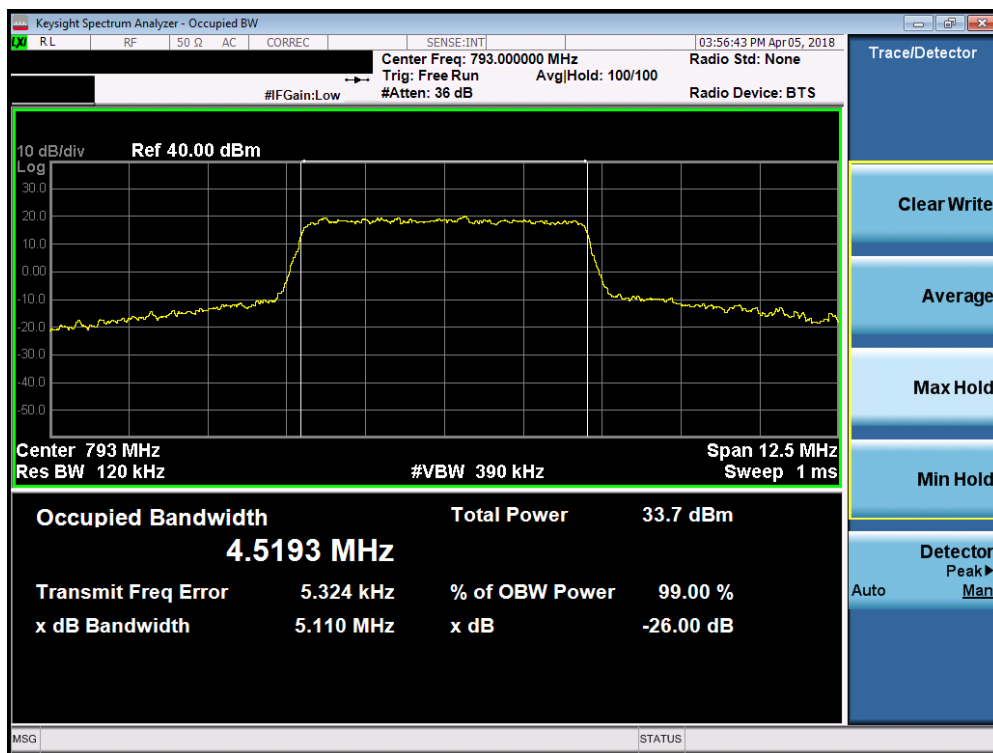 Keysight Spectrum Analyzer - Occupied BW
LXI RL RF 50 Ω AC CORREC SENSE:INT 03:56:43 PM Apr 05, 2018
Center Freq: 793.000000 MHz Radio Std: None
Trig: Free Run Avg|Hold: 100/100
#IFGain:Low #Atten: 36 dB Radio Device: BTS
10 dB/div Ref 40.00 dBm
Log
30.0
20.0
10.0
0.00
-10.0
-20.0
-30.0
-40.0
-50.0
Center 793 MHz Span 12.5 MHz
Res BW 120 kHz #VBW 390 kHz Sweep 1 ms
Occupied Bandwidth Total Power 33.7 dBm
4.5193 MHz
Transmit Freq Error 5.324 kHz % of OBW Power 99.00 %
x dB Bandwidth 5.110 MHz x dB -26.00 dB
Trace/Detector
Clear Write
Average
Max Hold
Min Hold
Detector
Peak▶
Auto Man
MSG STATUS